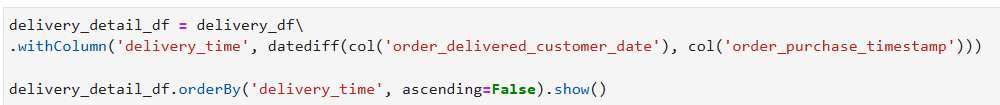 delivery_detail_df = delivery_df\
.withColumn('delivery_time', datediff(col('order_delivered_customer_date'), col('order_purchase_timestamp')))
delivery_detail_df.orderBy('delivery_time', ascending=False).show()